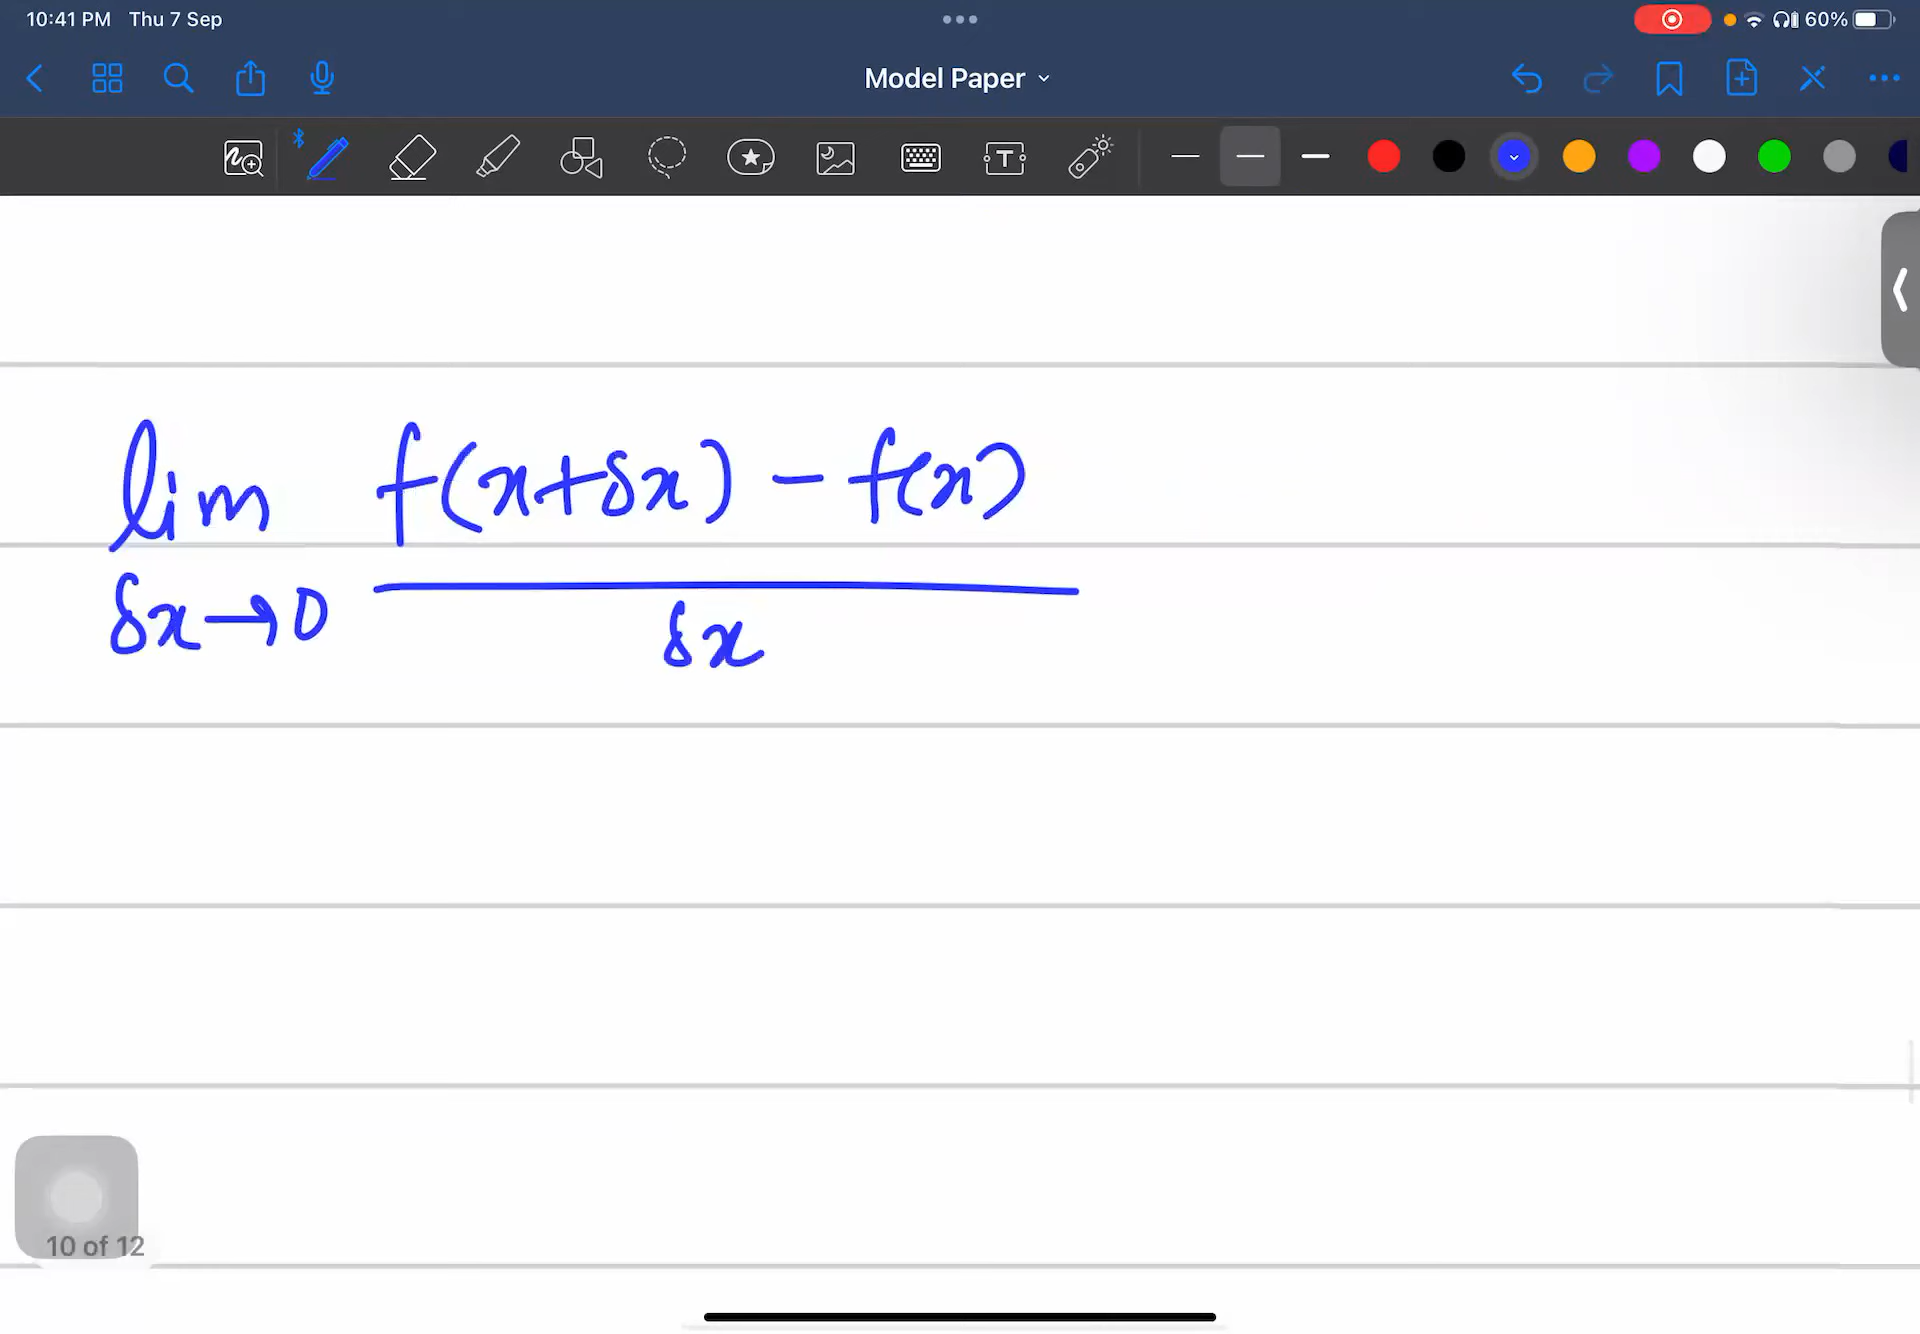 10:41 PM Thu 7 Sep
60%
Model Paper
T
lim f(x+δx) - f(x)
δx→0 δx
10 of 12